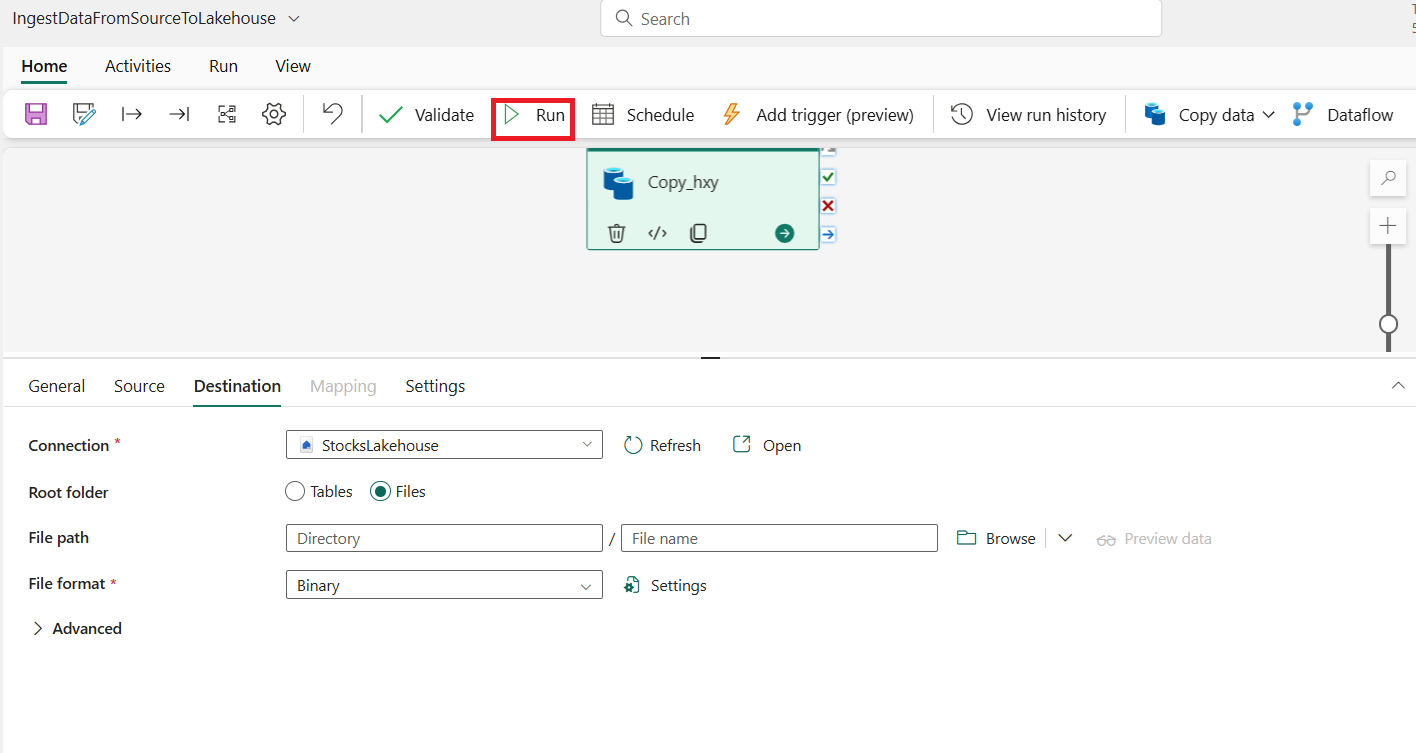 IngestDataFromSourceToLakehouse
Search
Home Activities Run View
Validate Run Schedule Add trigger (preview) View run history Copy data Dataflow
Copy_hxy
General Source Destination Mapping Settings
Connection * StocksLakehouse Refresh Open
Root folder Tables Files
File path Directory / File name Browse Preview data
File format * Binary Settings
Advanced